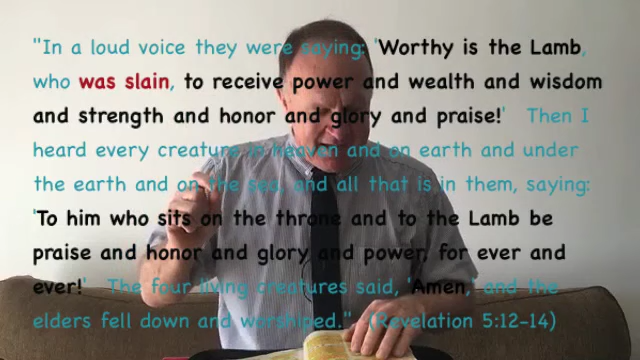 "In a loud voice they were saying: 'Worthy is the Lamb,
who was slain, to receive power and wealth and wisdom
and strength and honor and glory and praise!'  Then I
heard every creature in heaven and on earth and under
the earth and on the sea, and all that is in them, saying:
'To him who sits on the throne and to the Lamb be
praise and honor and glory and power, for ever and
ever!'  The four living creatures said, 'Amen,' and the
elders fell down and worshiped."  (Revelation 5:12-14)